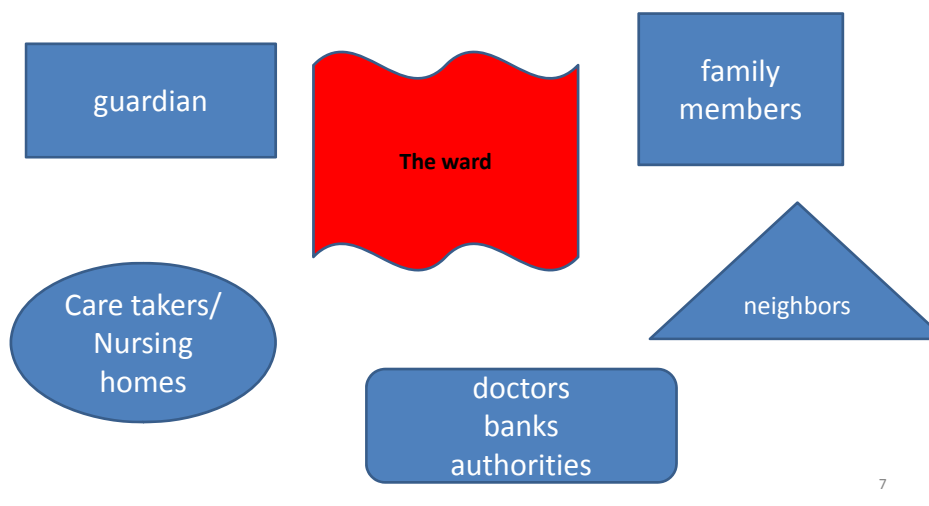 guardian
The ward
family
members
Care takers/
Nursing
homes
neighbors
doctors
banks
authorities
7